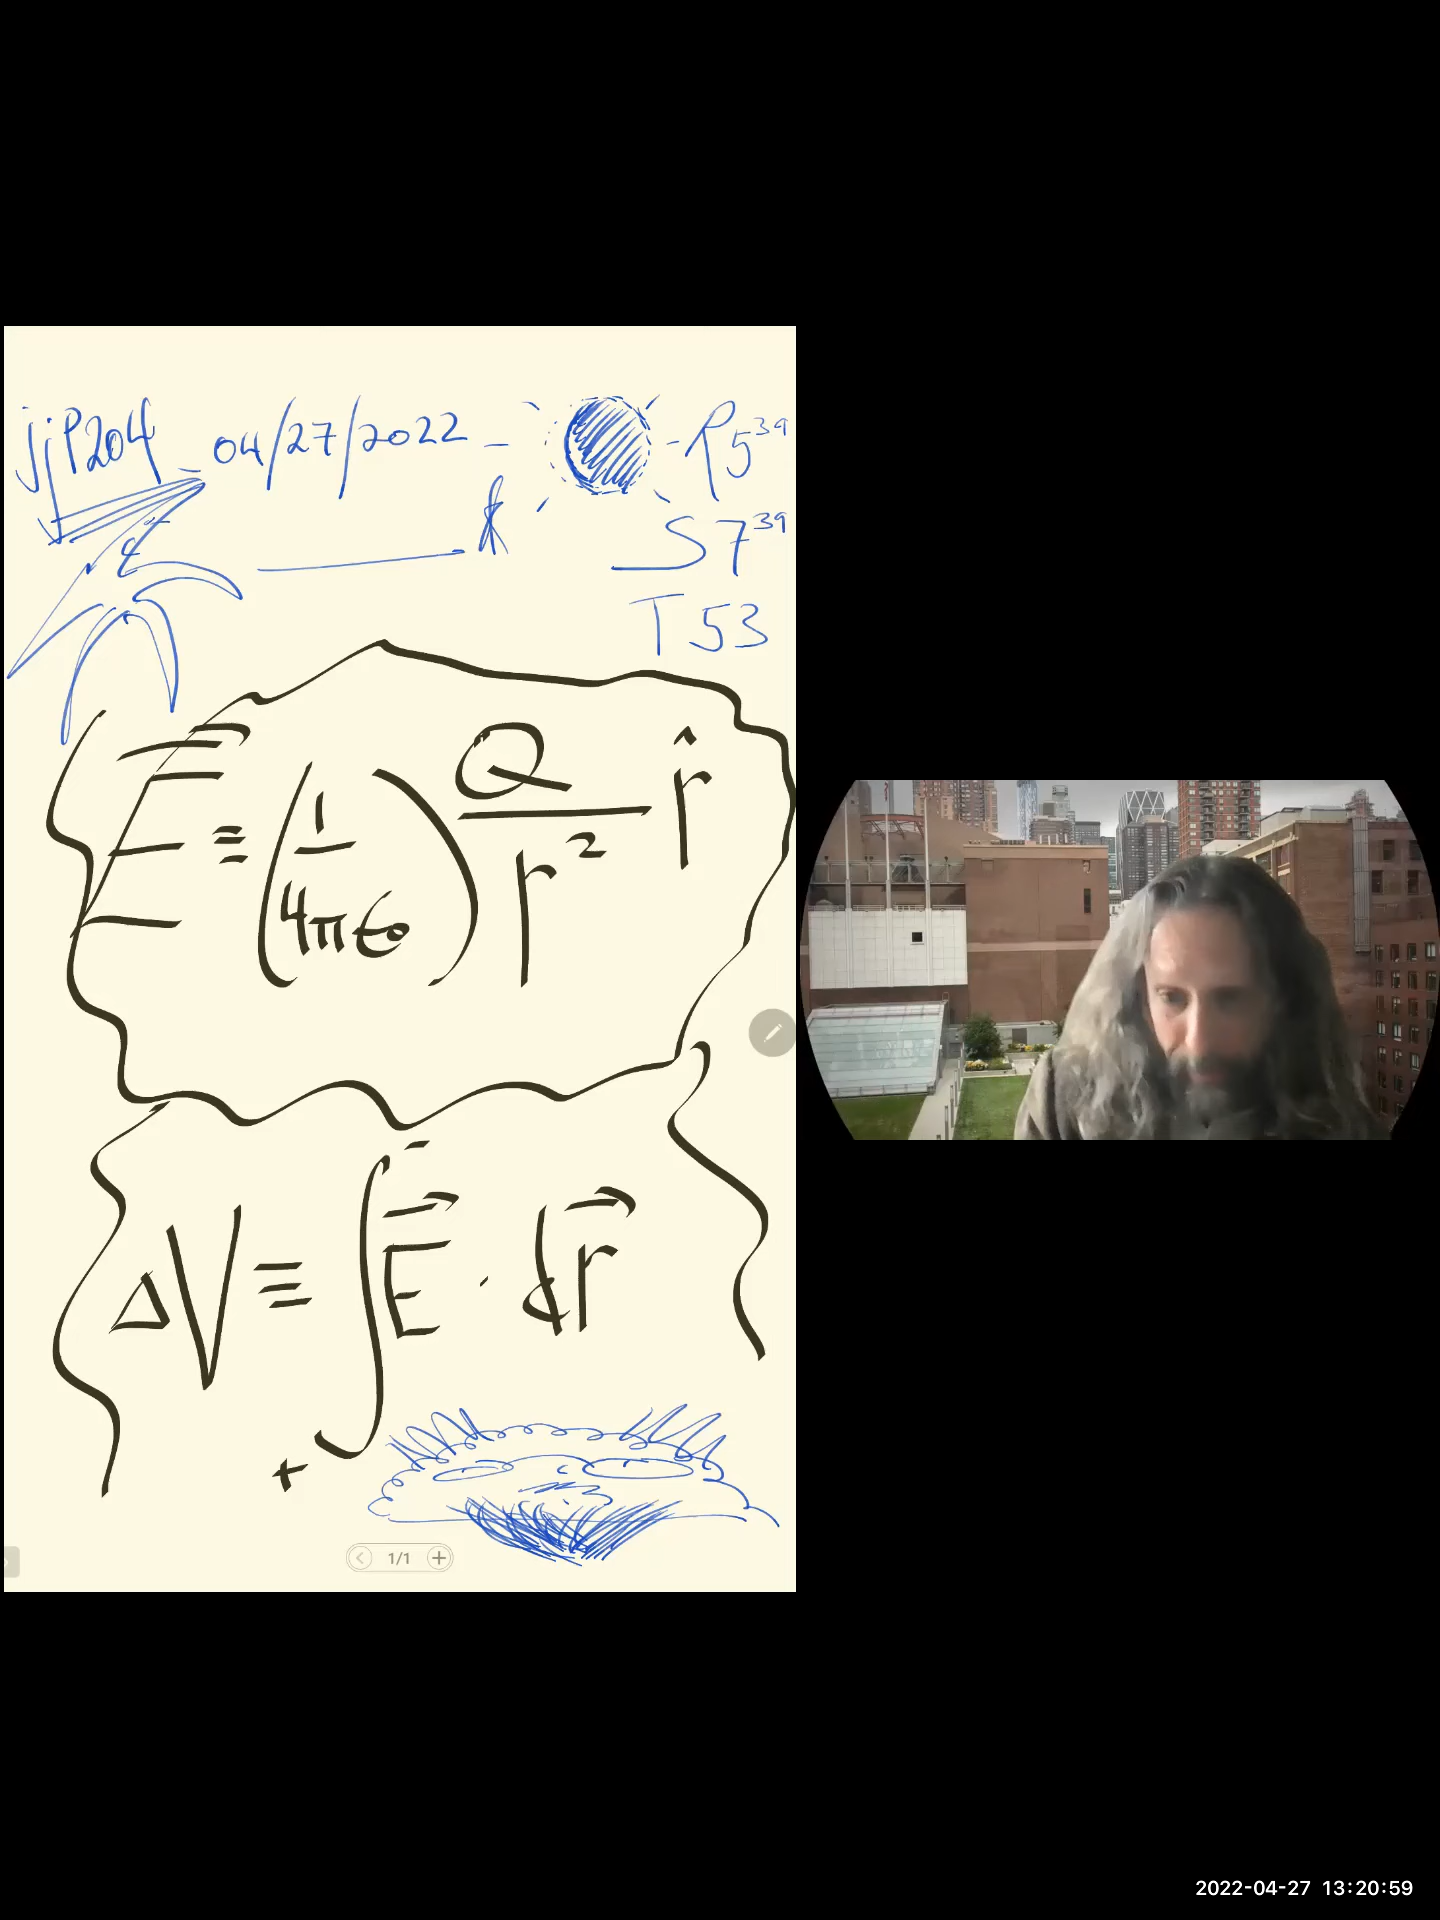 jjP204 - 04/27/2022 - - R5³⁹
S7³⁹
T53
E⃗ = (1/4πε₀) Q/r² r̂
ΔV ≡ ∫ E⃗ · dr⃗
+
1/1
2022-04-27 13:20:59